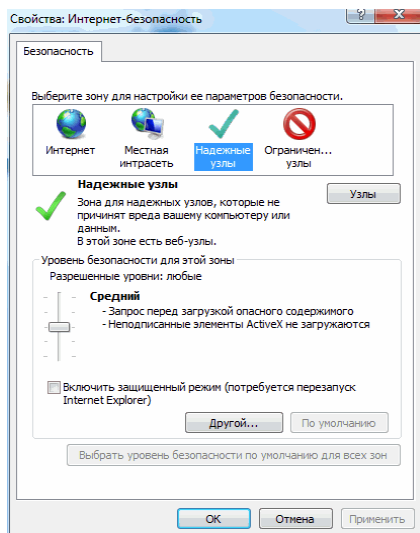 Свойства: Интернет-безопасность
Безопасность
Выберите зону для настройки ее параметров безопасности.
Интернет
Местная интрасеть
Надежные узлы
Ограничен... узлы
Надежные узлы
Узлы
Зона для надежных узлов, которые не
причинят вреда вашему компьютеру или
данным.
В этой зоне есть веб-узлы.
Уровень безопасности для этой зоны
Разрешенные уровни: любые
Средний
- Запрос перед загрузкой опасного содержимого
- Неподписанные элементы ActiveX не загружаются
Включить защищенный режим (потребуется перезапуск
Internet Explorer)
Другой...
По умолчанию
Выбрать уровень безопасности по умолчанию для всех зон
OK
Отмена
Применить